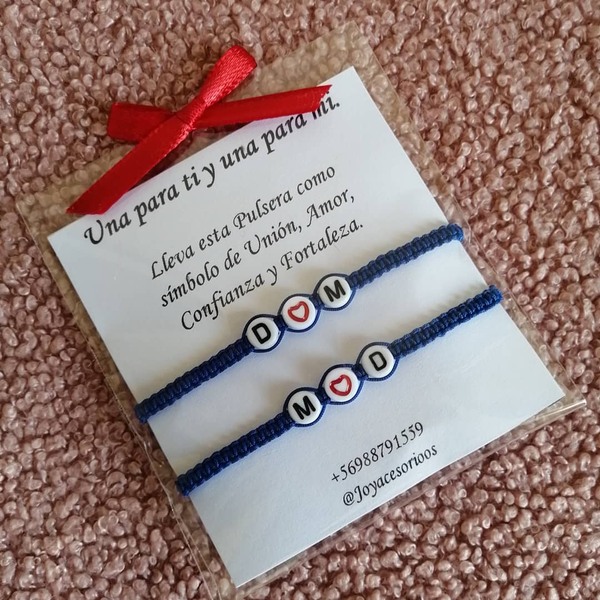 Una para ti y una para mi.
Lleva esta Pulsera como
símbolo de Unión, Amor,
Confianza y Fortaleza.
D M
M D
+56988791559
@Joyacesorioos